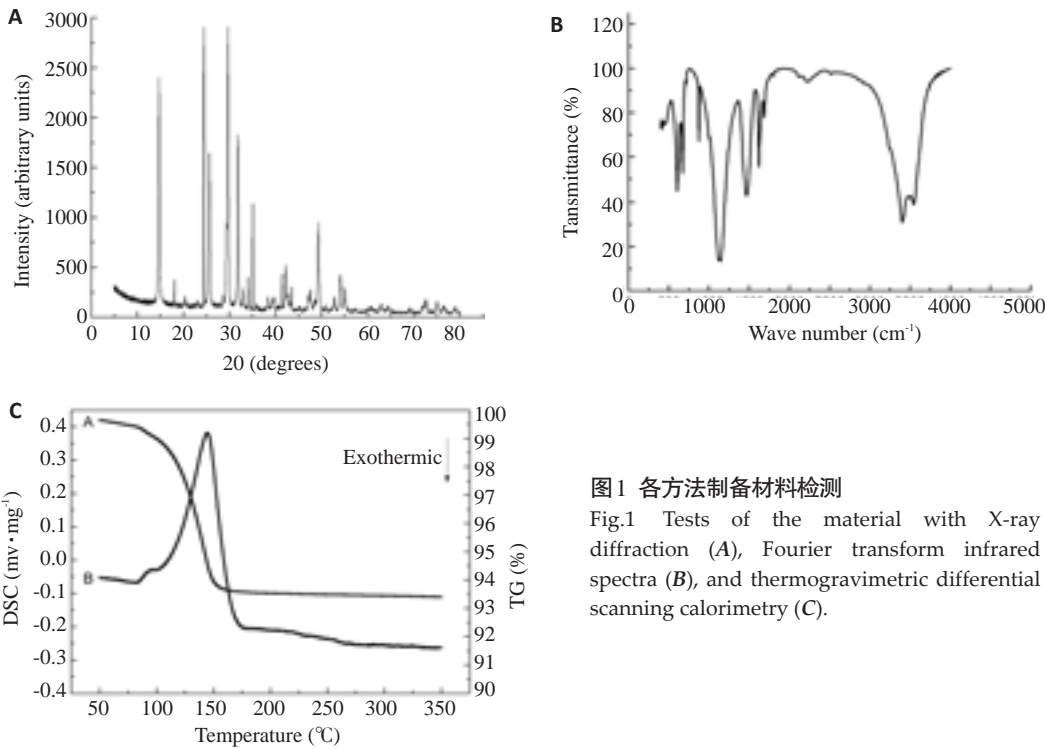 A
3000
2500
2000
1500
1000
500
0
Intensity (arbitrary units)
0 10 20 30 40 50 60 70 80
20 (degrees)
B
120
100
80
60
40
20
0
Tansmittance (%)
0 1000 2000 3000 4000 5000
Wave number (cm-1)
C
0.4
0.3
0.2
0.1
0.0
-0.1
-0.2
-0.3
-0.4
DSC (mv·mg-1)
A
B
Exothermic
100
99
98
97
96
95
94
93
92
91
90
TG (%)
50 100 150 200 250 300 350
Temperature (℃)
图1 各方法制备材料检测
Fig.1 Tests of the material with X-ray
diffraction (A), Fourier transform infrared
spectra (B), and thermogravimetric differential
scanning calorimetry (C).